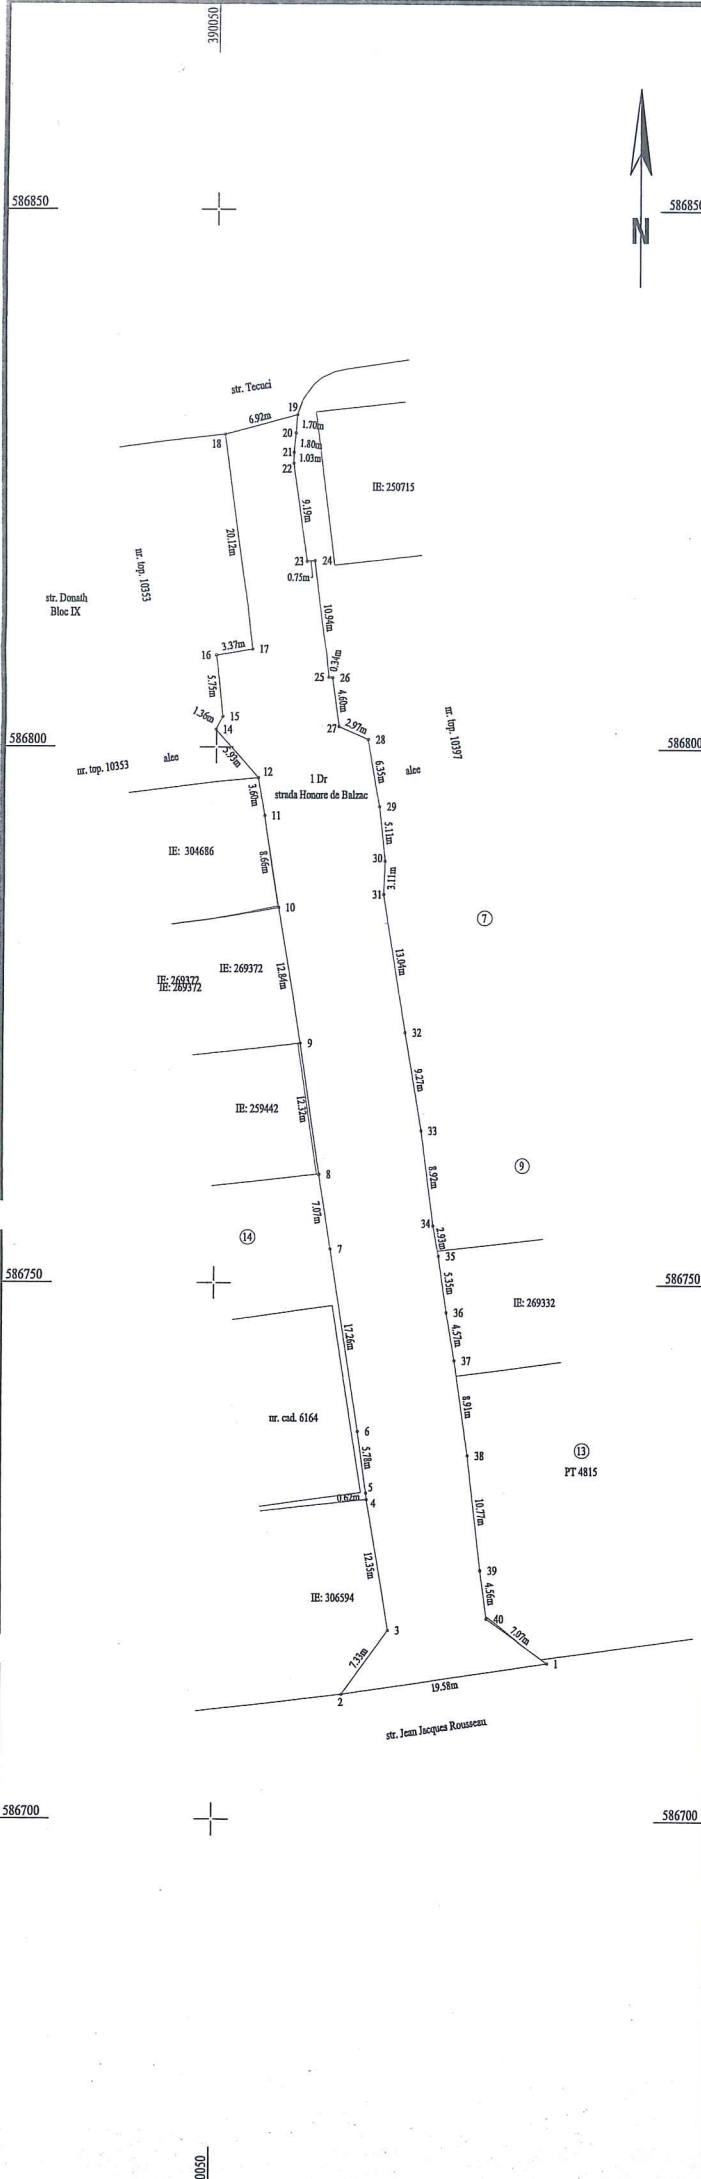 390050
586850
586850
N
str. Tecuci
19
6.92m
1.70m
20
18
1.80m
21
1.03m
22
IE: 250715
9.19m
20.12m
23
24
0.75m
nr. top. 10353
str. Donath
Bloc IX
10.94m
3.37m
17
16
0.34m
25
26
5.75m
4.60m
1.36m
15
14
27
2.97m
28
nr. top. 10397
586800
586800
5.93m
alee
nr. top. 10353
12
6.35m
alee
1 Dr
strada Honore de Balzac
3.60m
11
29
5.11m
IE: 304686
8.66m
30
3.11m
31
10
7
13.04m
IE: 269372
12.84m
IE: 269372
IE: 269372
32
9
9.27m
IE: 259442
12.32m
33
9
8
8.92m
7.07m
34
14
2.93m
7
35
586750
586750
5.35m
IE: 269332
36
17.26m
4.57m
37
8.91m
nr. cad. 6164
6
13
38
PT 4815
5.78m
5
0.62m
4
10.77m
12.35m
39
4.56m
IE: 306594
40
3
7.07m
7.33m
1
19.58m
2
str. Jean Jacques Rousseau
586700
586700
0050